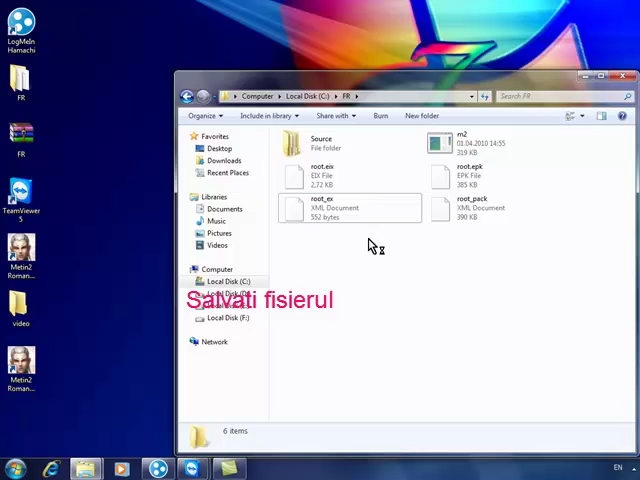 LogMeIn
Hamachi
FR
FR
TeamViewer
5
Metin2
Roman...
video
Metin2
Roman...
Computer
Local Disk (C:)
FR
Search FR
Organize
Include in library
Share with
Burn
New folder
Favorites
Desktop
Downloads
Recent Places
Libraries
Documents
Music
Pictures
Videos
Computer
Local Disk (C:)
Local Disk (F:)
Network
Source
File folder
m2
01.04.2010 14:55
319 KB
root.eix
EIX File
2,72 KB
root.epk
EPK File
385 KB
root_ex
XML Document
552 bytes
root_pack
XML Document
390 KB
Salvati fisierul
6 items
EN